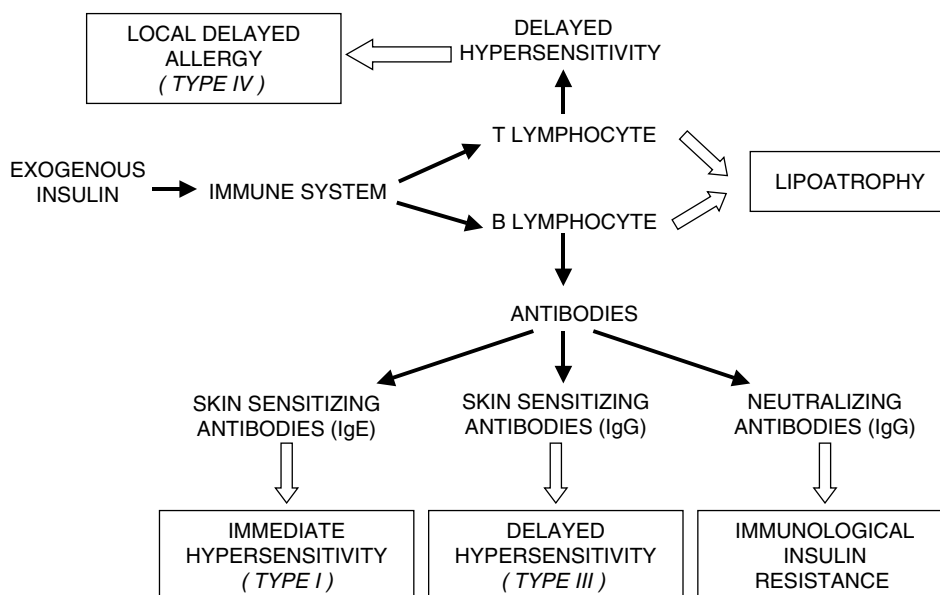 LOCAL DELAYED
ALLERGY
( TYPE IV )
DELAYED
HYPERSENSITIVITY
T LYMPHOCYTE
EXOGENOUS
INSULIN
IMMUNE SYSTEM
LIPOATROPHY
B LYMPHOCYTE
ANTIBODIES
SKIN SENSITIZING
ANTIBODIES (IgE)
SKIN SENSITIZING
ANTIBODIES (IgG)
NEUTRALIZING
ANTIBODIES (IgG)
IMMEDIATE
HYPERSENSITIVITY
( TYPE I )
DELAYED
HYPERSENSITIVITY
( TYPE III )
IMMUNOLOGICAL
INSULIN
RESISTANCE